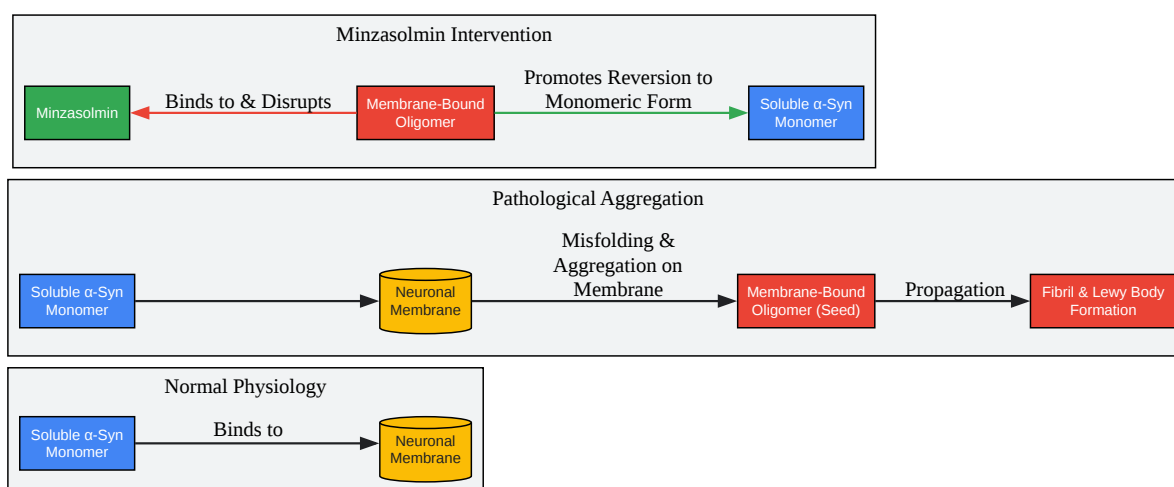 Minzasolmin Intervention
Minzasolmin
Binds to & Disrupts
Membrane-Bound
Oligomer
Promotes Reversion to
Monomeric Form
Soluble α-Syn
Monomer
Pathological Aggregation
Soluble α-Syn
Monomer
Neuronal
Membrane
Misfolding &
Aggregation on
Membrane
Membrane-Bound
Oligomer (Seed)
Propagation
Fibril & Lewy Body
Formation
Normal Physiology
Soluble α-Syn
Monomer
Binds to
Neuronal
Membrane